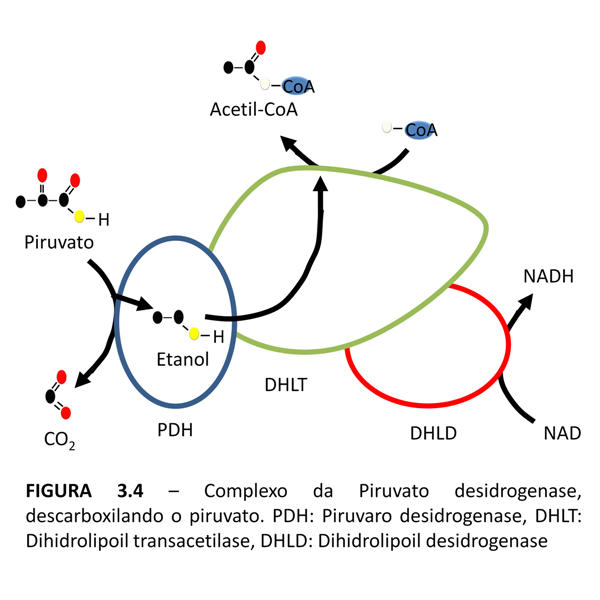 CoA
Acetil-CoA
CoA
H
Piruvato
NADH
H
Etanol
DHLT
CO₂
PDH
DHLD
NAD
FIGURA 3.4 – Complexo da Piruvato desidrogenase,
descarboxilando o piruvato. PDH: Piruvaro desidrogenase, DHLT:
Dihidrolipoil transacetilase, DHLD: Dihidrolipoil desidrogenase